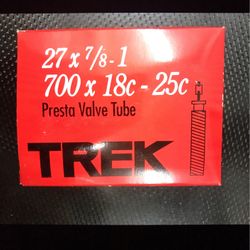 27 x 7/8 - 1
700 x 18c - 25c
Presta Valve Tube
TREK